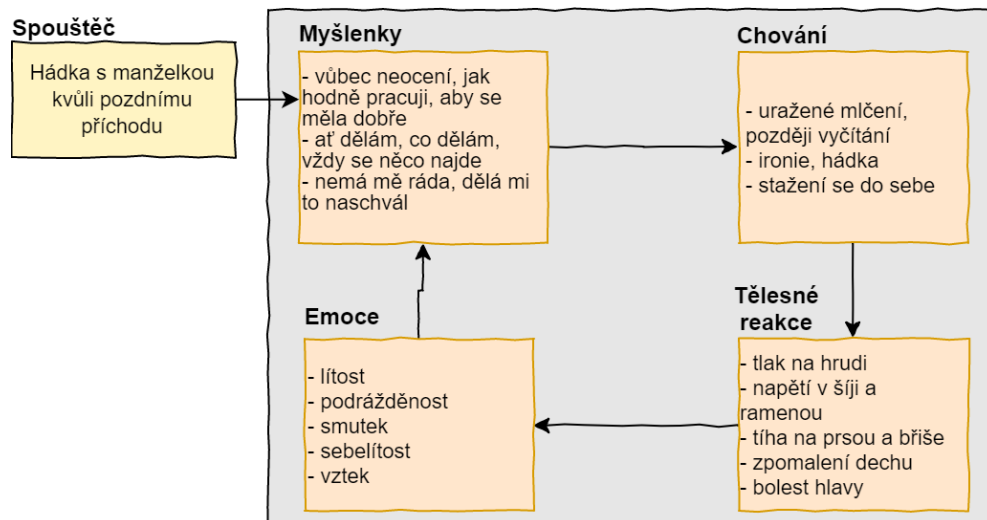 Spouštěč
Hádka s manželkou
kvůli pozdnímu
příchodu
Myšlenky
- vůbec neocení, jak
hodně pracuji, aby se
měla dobře
- ať dělám, co dělám,
vždy se něco najde
- nemá mě ráda, dělá mi
to naschvál
Chování
- uražené mlčení,
později vyčítání
- ironie, hádka
- stažení se do sebe
Emoce
- lítost
- podrážděnost
- smutek
- sebelítost
- vztek
Tělesné
reakce
- tlak na hrudi
- napětí v šíji a
ramenou
- tíha na prsou a břiše
- zpomalení dechu
- bolest hlavy